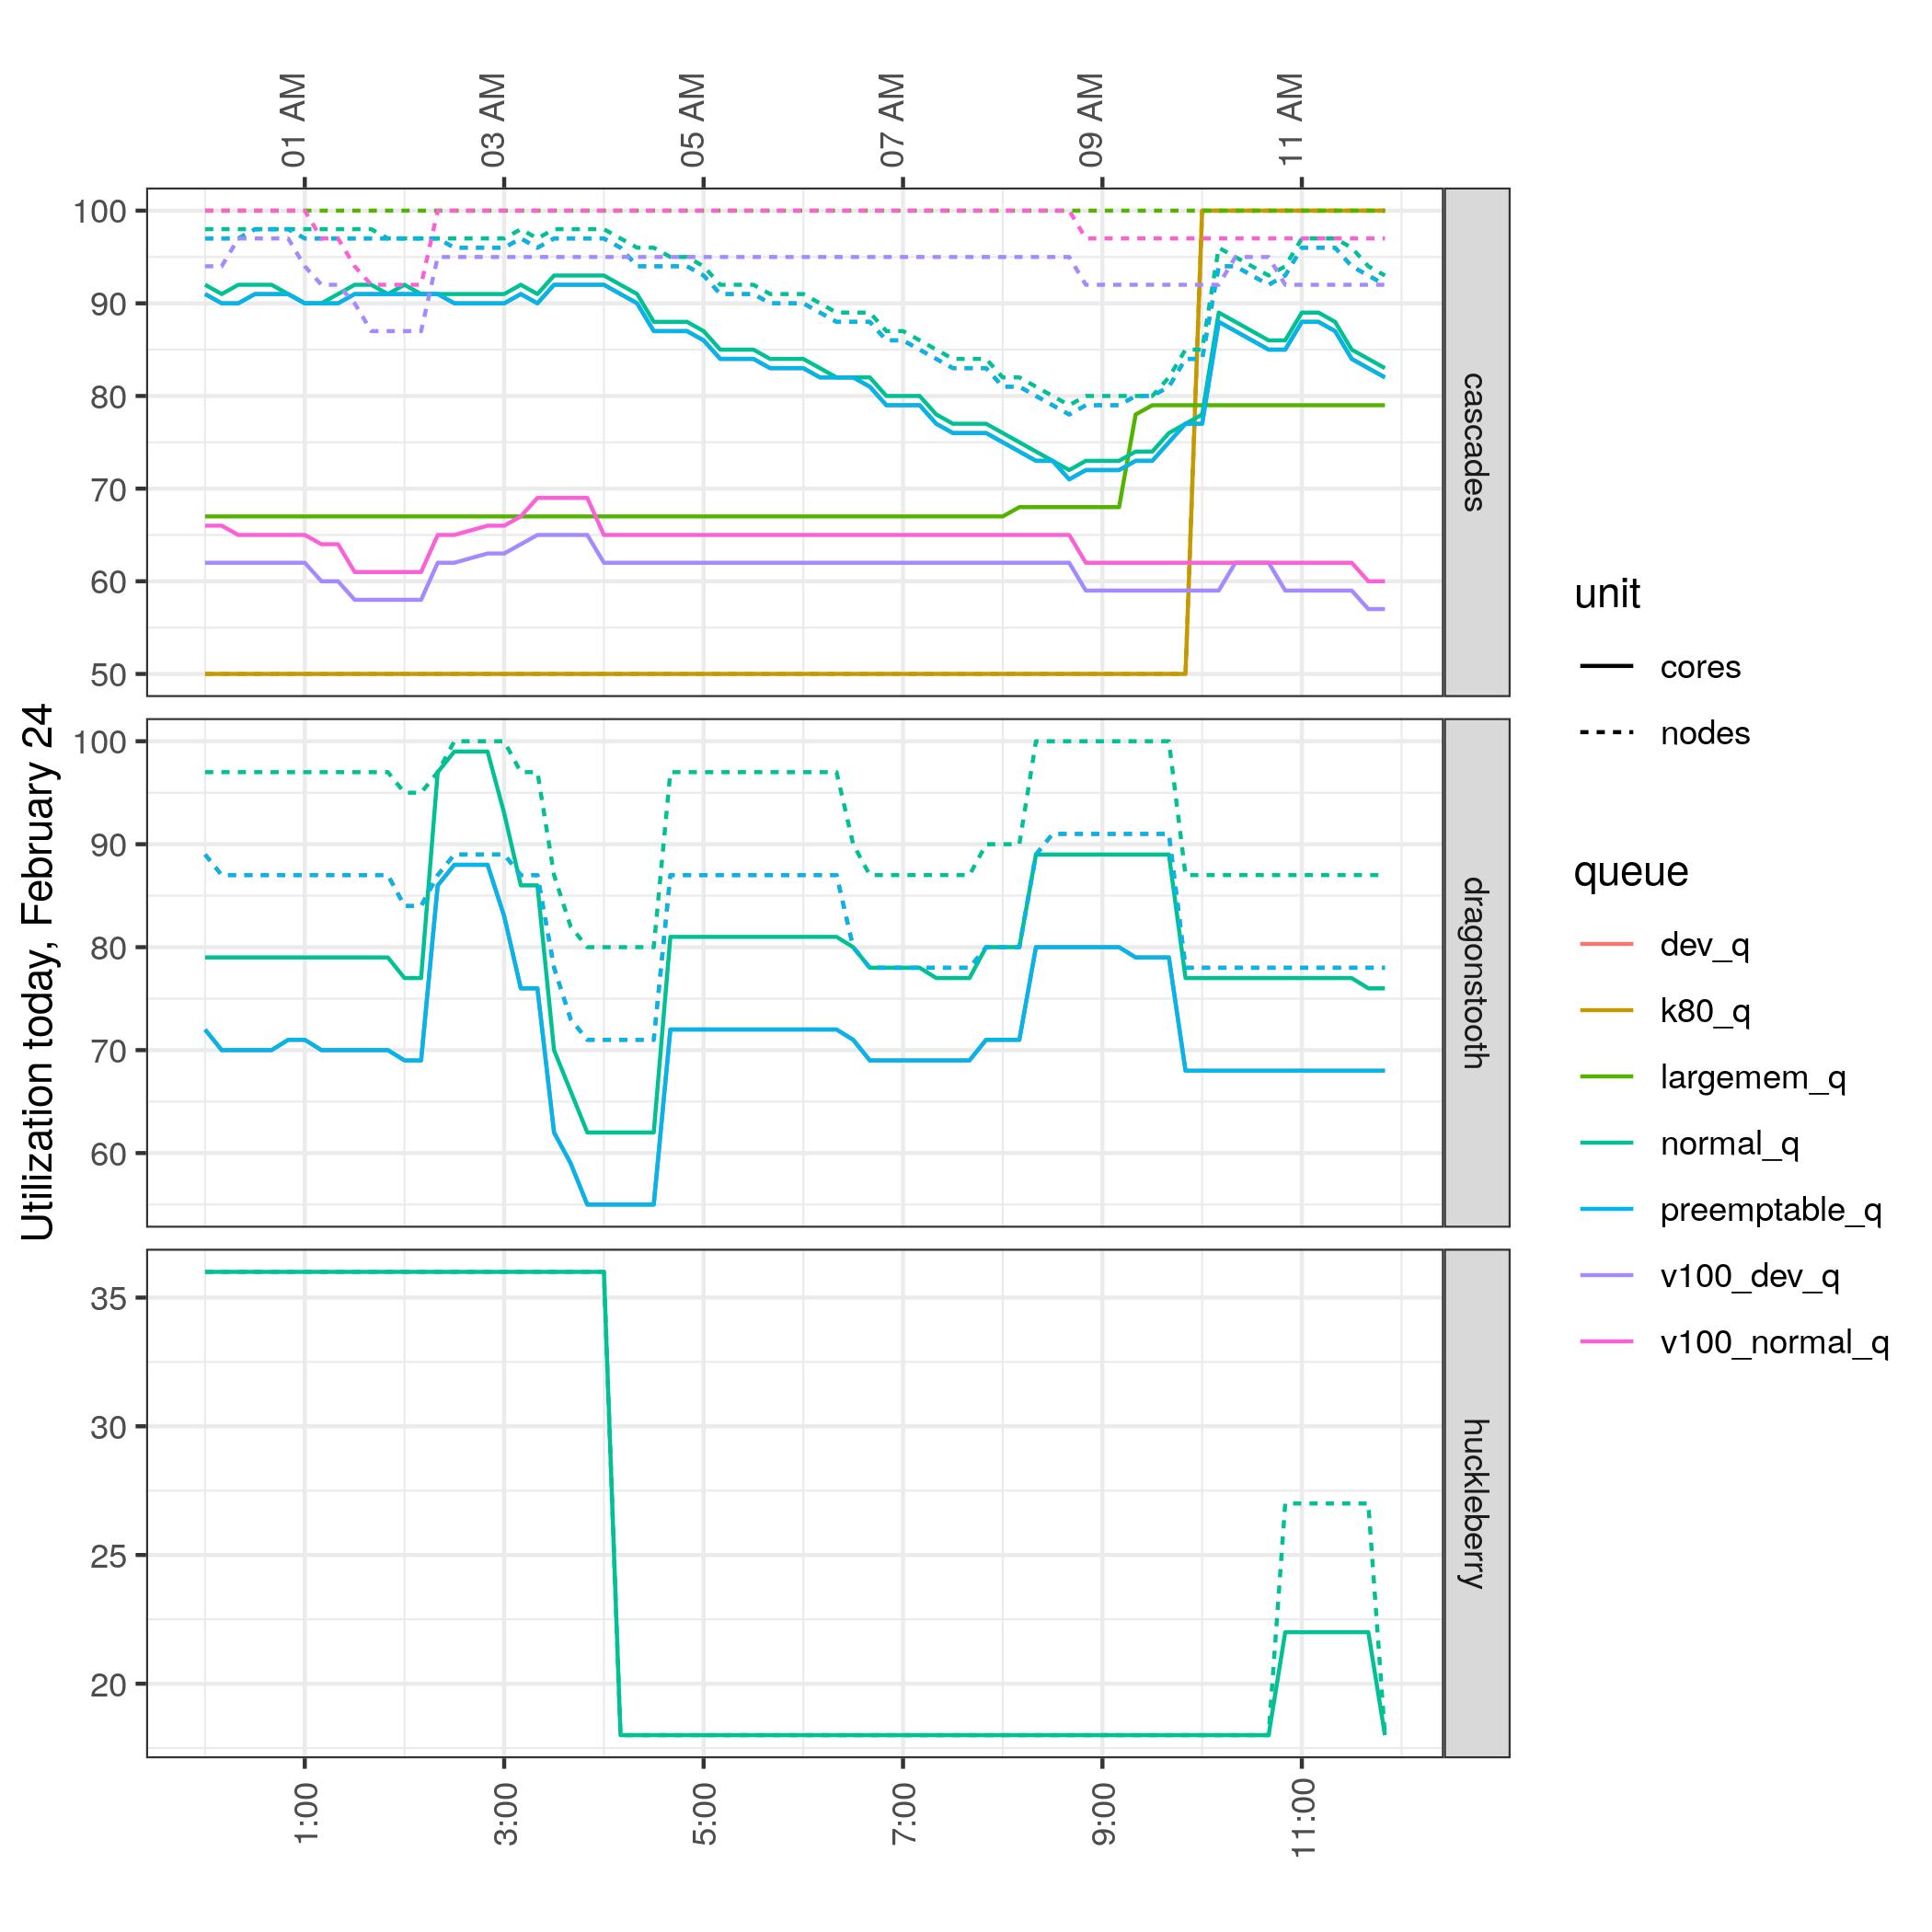 01 AM
03 AM
05 AM
07 AM
09 AM
11 AM
Utilization today, February 24
100
90
80
70
60
50
cascades
100
90
80
70
60
dragonstooth
35
30
25
20
huckleberry
1:00
3:00
5:00
7:00
9:00
11:00
unit
cores
nodes
queue
dev_q
k80_q
largemem_q
normal_q
preemptable_q
v100_dev_q
v100_normal_q